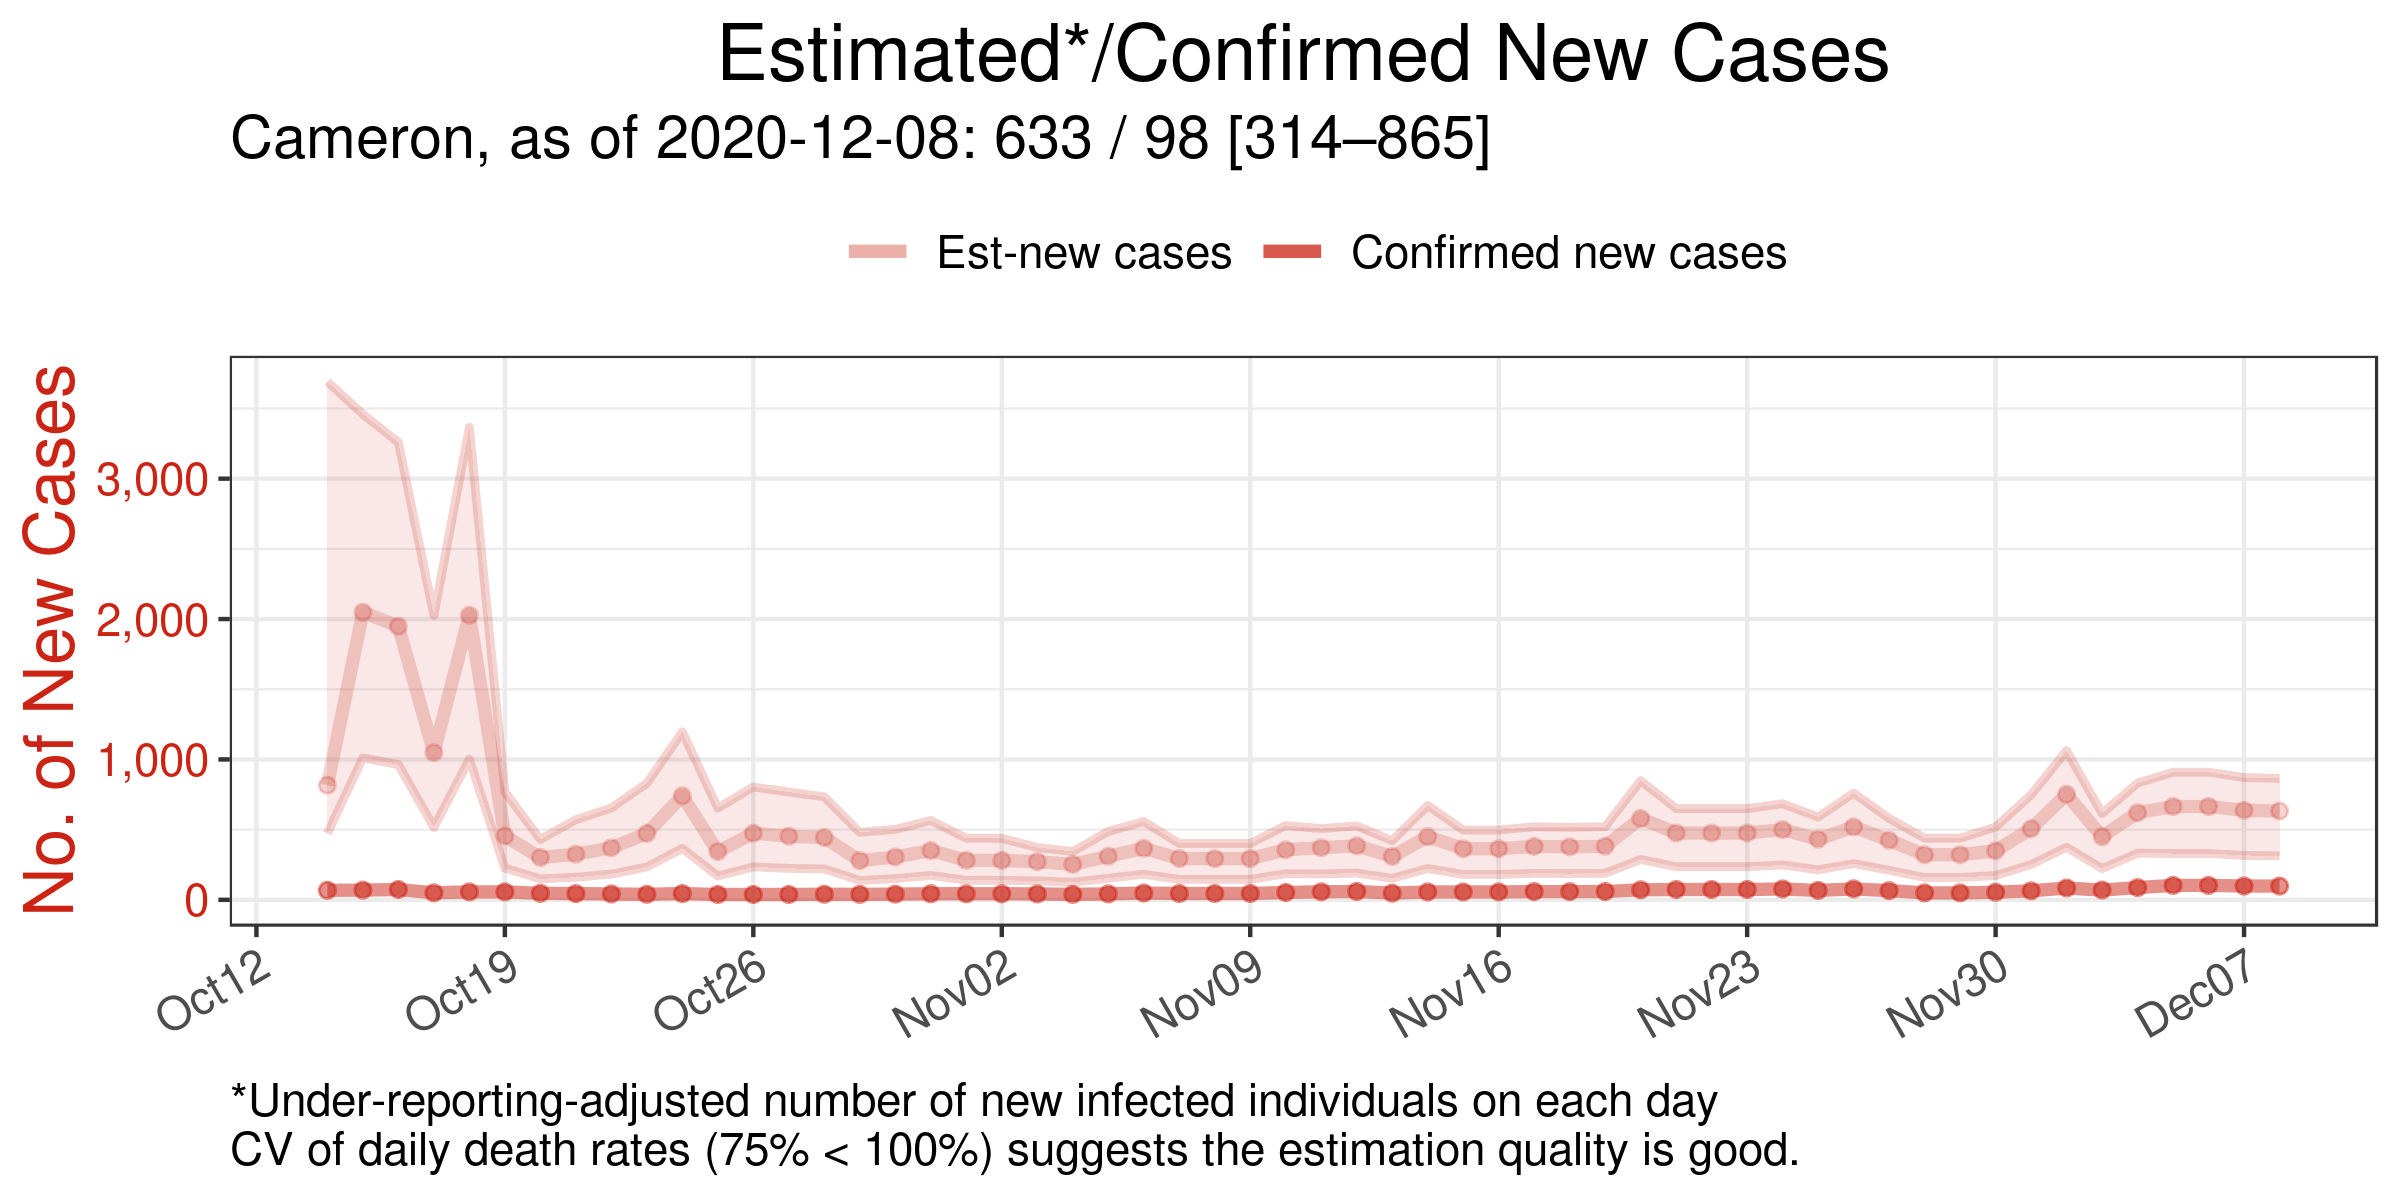 Estimated*/Confirmed New Cases
Cameron, as of 2020-12-08: 633 / 98 [314–865]
Est-new cases Confirmed new cases
No. of New Cases
3,000
2,000
1,000
0
Oct12 Oct19 Oct26 Nov02 Nov09 Nov16 Nov23 Nov30 Dec07
*Under-reporting-adjusted number of new infected individuals on each day
CV of daily death rates (75% < 100%) suggests the estimation quality is good.